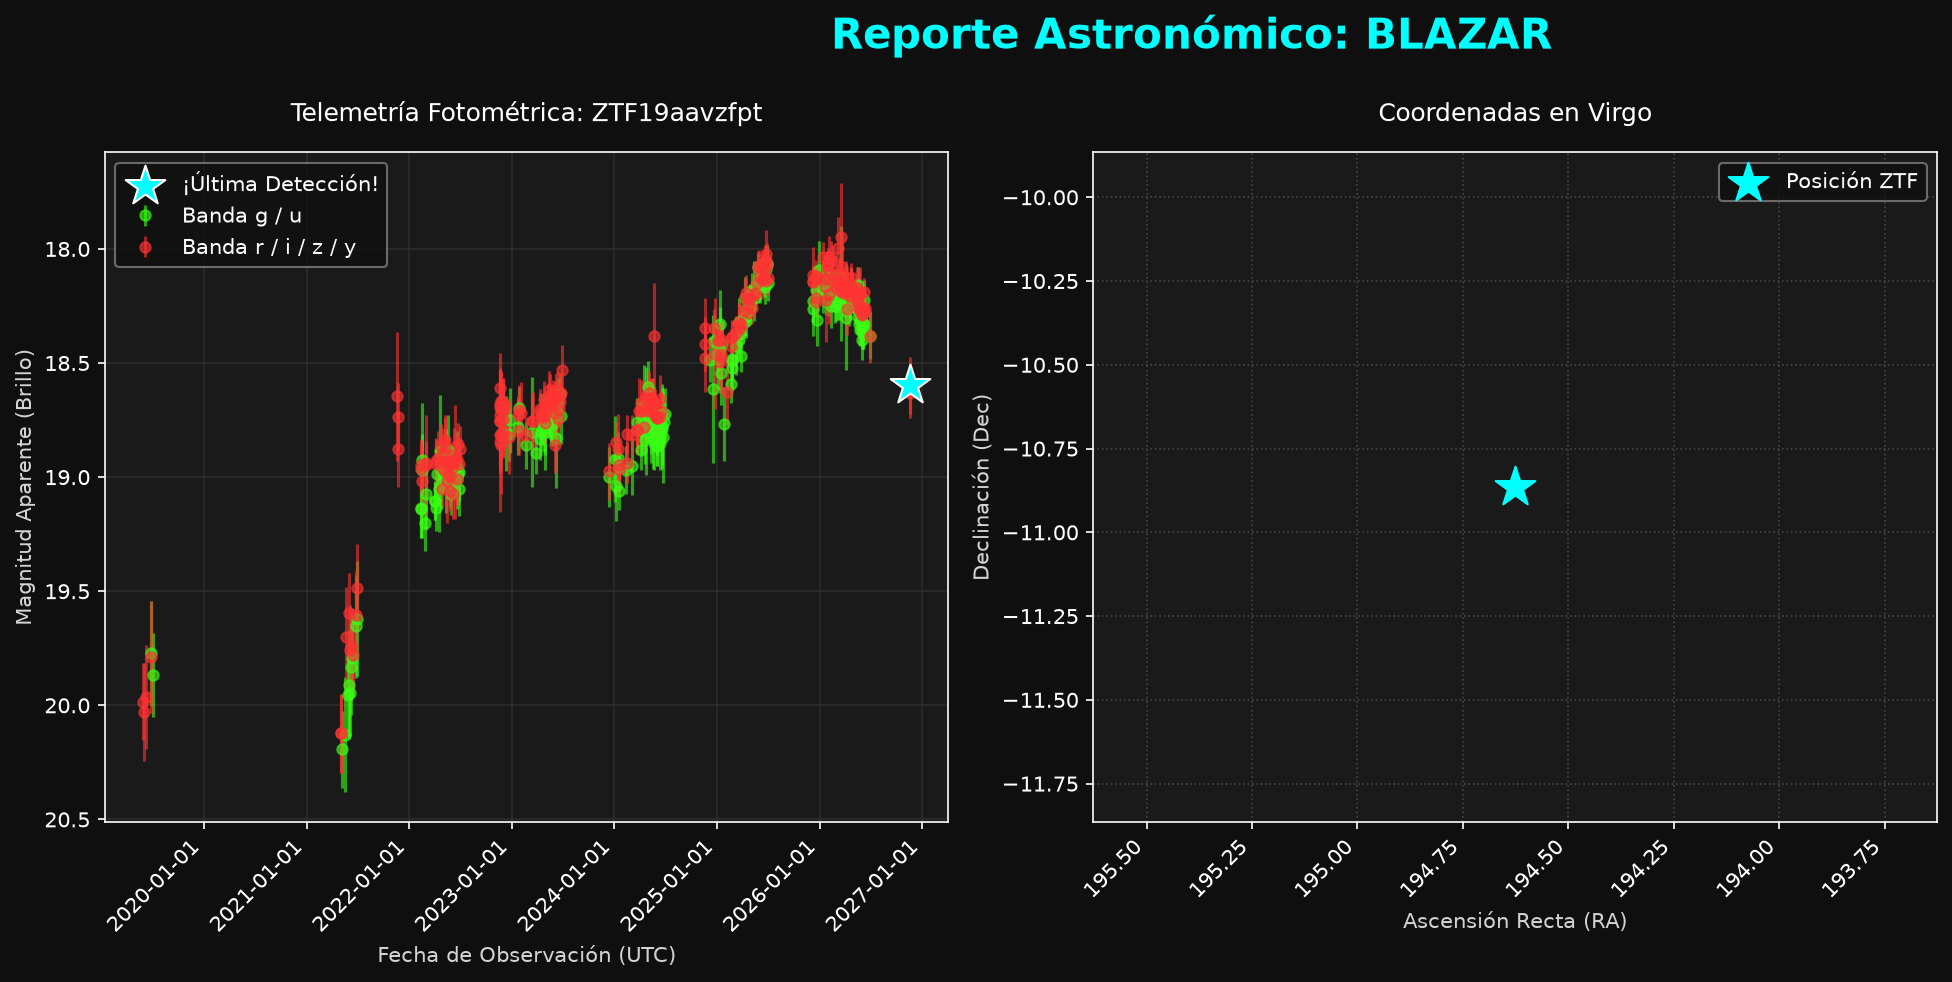 Reporte Astronómico: BLAZAR
Telemetría Fotométrica: ZTF19aavzfpt
¡Última Detección!
Banda g / u
Banda r / i / z / y
Magnitud Aparente (Brillo)
18.0
18.5
19.0
19.5
20.0
20.5
2020-01-01
2021-01-01
2022-01-01
2023-01-01
2024-01-01
2025-01-01
2026-01-01
2027-01-01
Fecha de Observación (UTC)
Coordenadas en Virgo
Posición ZTF
Declinación (Dec)
−10.00
−10.25
−10.50
−10.75
−11.00
−11.25
−11.50
−11.75
195.50
195.25
195.00
194.75
194.50
194.25
194.00
193.75
Ascensión Recta (RA)